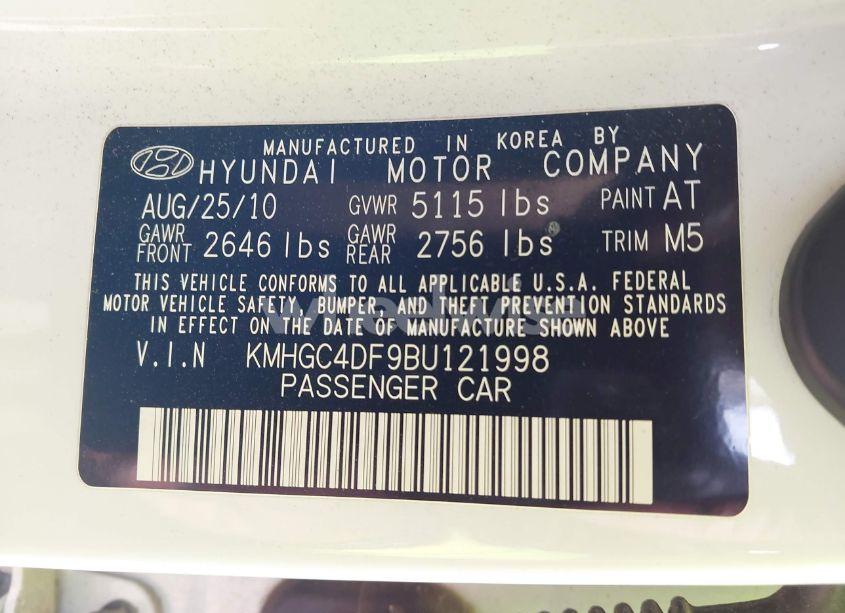 MANUFACTURED IN KOREA BY
HYUNDAI MOTOR COMPANY
AUG/25/10 GVWR 5115 lbs PAINT AT
GAWR FRONT 2646 lbs GAWR REAR 2756 lbs TRIM M5
THIS VEHICLE CONFORMS TO ALL APPLICABLE U.S.A. FEDERAL
MOTOR VEHICLE SAFETY, BUMPER, AND THEFT PREVENTION STANDARDS
IN EFFECT ON THE DATE OF MANUFACTURE SHOWN ABOVE
V.I.N KMHGC4DF9BU121998
PASSENGER CAR